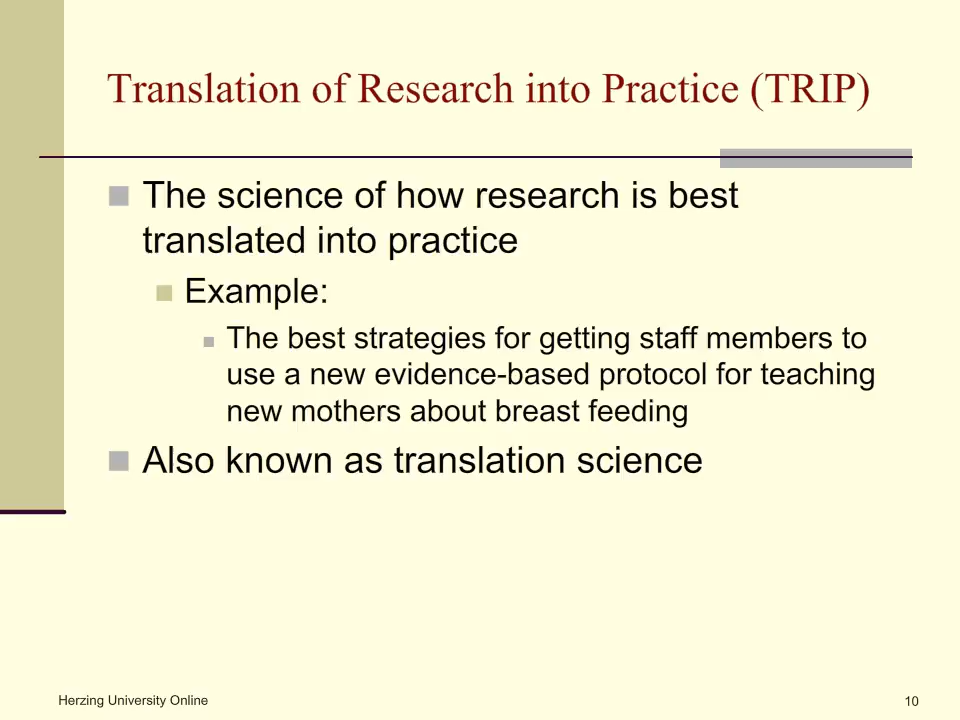 Translation of Research into Practice (TRIP)
The science of how research is best
translated into practice
Example:
The best strategies for getting staff members to
use a new evidence-based protocol for teaching
new mothers about breast feeding
Also known as translation science
Herzing University Online
10